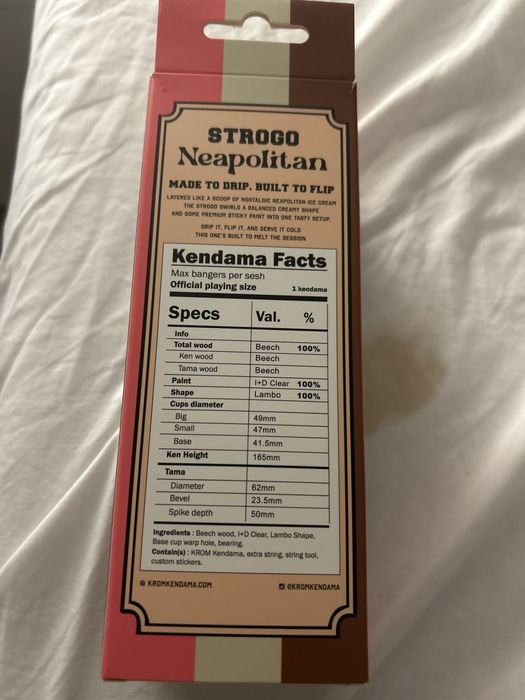 STROGO
Neapolitan
MADE TO DRIP. BUILT TO FLIP
LAYERED LIKE A SCOOP OF NOSTALGIC NEAPOLITAN ICE CREAM
THE STROGO SWIRLS A BALANCED CREAMY SHAPE
AND SOME PREMIUM STICKY PAINT INTO ONE TASTY SETUP
GRIP IT, FLIP IT, AND SERVE IT COLD
THIS ONE'S BUILT TO MELT THE SESSION
Kendama Facts
Max bangers per sesh
Official playing size 1 kendama
Specs Val. %
Info
Total wood Beech 100%
Ken wood Beech
Tama wood Beech
Paint I+D Clear 100%
Shape Lambo 100%
Cups diameter
Big 49mm
Small 47mm
Base 41.5mm
Ken Height 165mm
Tama
Diameter 62mm
Bevel 23.5mm
Spike depth 50mm
Ingredients : Beech wood, I+D Clear, Lambo Shape,
Base cup warp hole, bearing.
Contain(s) : KROM Kendama, extra string, string tool,
custom stickers.
KROMKENDAMA.COM @KROMKENDAMA